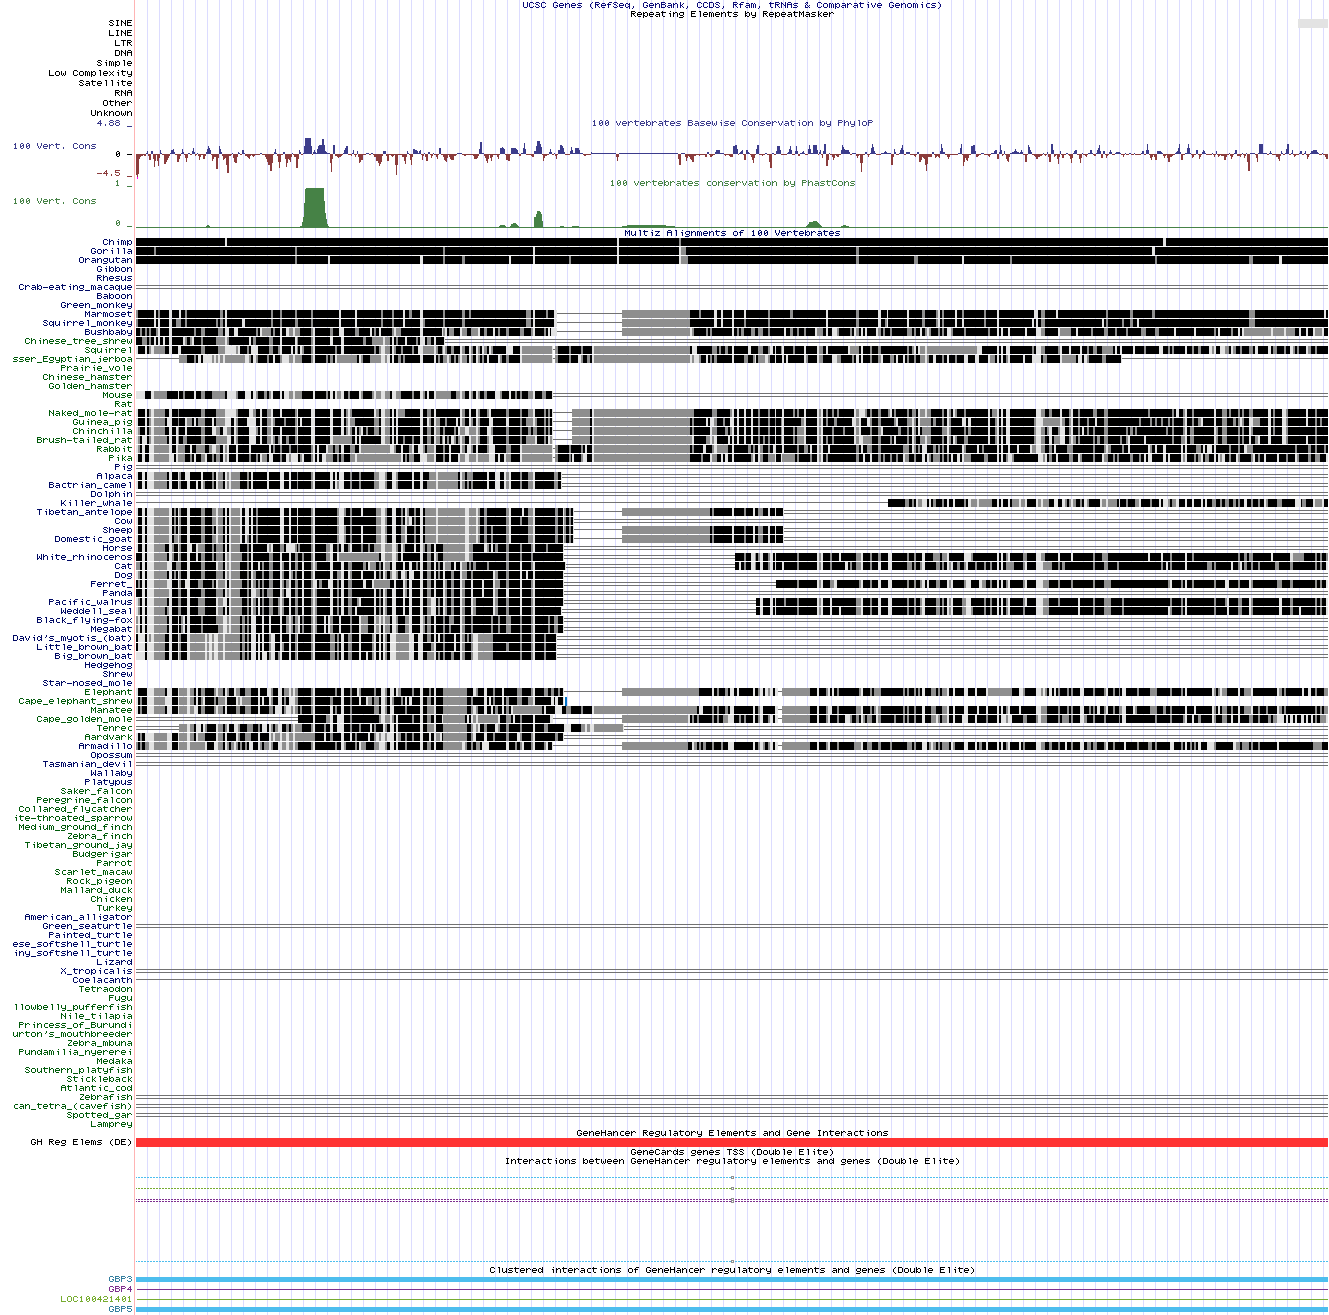 UCSC Genes (RefSeq, GenBank, CCDS, Rfam, tRNAs & Comparative Genomics)
Repeating Elements by RepeatMasker
SINE
LINE
LTR
DNA
Simple
Low Complexity
Satellite
RNA
Other
Unknown
4.88 _
100 vertebrates Basewise Conservation by PhyloP
100 Vert. Cons
0 _
-4.5 _
1 _
100 vertebrates conservation by PhastCons
100 Vert. Cons
0 _
Multiz Alignments of 100 Vertebrates
Chimp
Gorilla
Orangutan
Gibbon
Rhesus
Crab-eating_macaque
Baboon
Green_monkey
Marmoset
Squirrel_monkey
Bushbaby
Chinese_tree_shrew
Squirrel
sser_Egyptian_jerboa
Prairie_vole
Chinese_hamster
Golden_hamster
Mouse
Rat
Naked_mole-rat
Guinea_pig
Chinchilla
Brush-tailed_rat
Rabbit
Pika
Pig
Alpaca
Bactrian_camel
Dolphin
Killer_whale
Tibetan_antelope
Cow
Sheep
Domestic_goat
Horse
White_rhinoceros
Cat
Dog
Ferret_
Panda
Pacific_walrus
Weddell_seal
Black_flying-fox
Megabat
David's_myotis_(bat)
Little_brown_bat
Big_brown_bat
Hedgehog
Shrew
Star-nosed_mole
Elephant
Cape_elephant_shrew
Manatee
Cape_golden_mole
Tenrec
Aardvark
Armadillo
Opossum
Tasmanian_devil
Wallaby
Platypus
Saker_falcon
Peregrine_falcon
Collared_flycatcher
ite-throated_sparrow
Medium_ground_finch
Zebra_finch
Tibetan_ground_jay
Budgerigar
Parrot
Scarlet_macaw
Rock_pigeon
Mallard_duck
Chicken
Turkey
American_alligator
Green_seaturtle
Painted_turtle
ese_softshell_turtle
iny_softshell_turtle
Lizard
X_tropicalis
Coelacanth
Tetraodon
Fugu
llowbelly_pufferfish
Nile_tilapia
Princess_of_Burundi
urton's_mouthbreeder
Zebra_mbuna
Pundamilia_nyererei
Medaka
Southern_platyfish
Stickleback
Atlantic_cod
Zebrafish
can_tetra_(cavefish)
Spotted_gar
Lamprey
GeneHancer Regulatory Elements and Gene Interactions
GH Reg Elems (DE)
GeneCards genes TSS (Double Elite)
Interactions between GeneHancer regulatory elements and genes (Double Elite)
Clustered interactions of GeneHancer regulatory elements and genes (Double Elite)
GBP3
GBP4
LOC100421401
GBP5